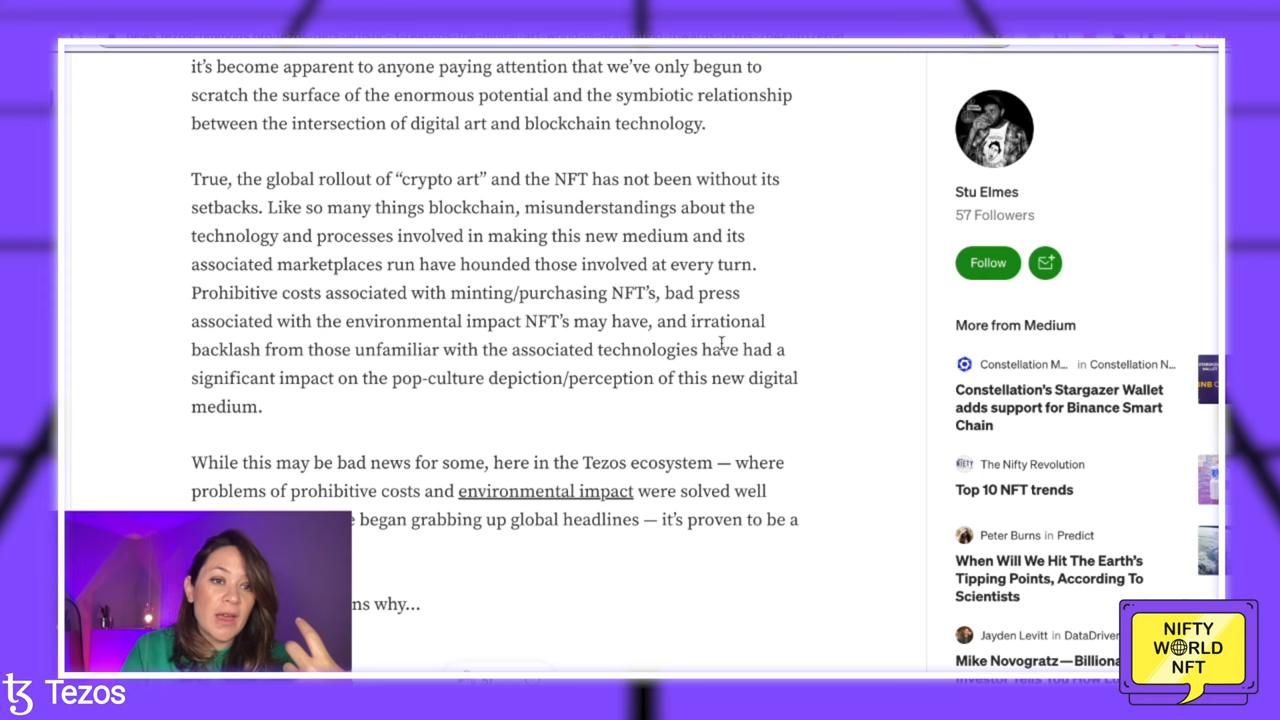 it's become apparent to anyone paying attention that we've only begun to
scratch the surface of the enormous potential and the symbiotic relationship
between the intersection of digital art and blockchain technology.
True, the global rollout of “crypto art” and the NFT has not been without its
setbacks. Like so many things blockchain, misunderstandings about the
technology and processes involved in making this new medium and its
associated marketplaces run have hounded those involved at every turn.
Prohibitive costs associated with minting/purchasing NFT's, bad press
associated with the environmental impact NFT's may have, and irrational
backlash from those unfamiliar with the associated technologies have had a
significant impact on the pop-culture depiction/perception of this new digital
medium.
While this may be bad news for some, here in the Tezos ecosystem — where
problems of prohibitive costs and environmental impact were solved well
began grabbing up global headlines — it's proven to be a
ns why...
Stu Elmes
57 Followers
Follow
More from Medium
Constellation M... in Constellation N...
Constellation's Stargazer Wallet
adds support for Binance Smart
Chain
The Nifty Revolution
Top 10 NFT trends
Peter Burns in Predict
When Will We Hit The Earth's
Tipping Points, According To
Scientists
Jayden Levitt in DataDriven
Mike Novogratz—Billiona
NIFTY
WORLD
NFT
Tezos